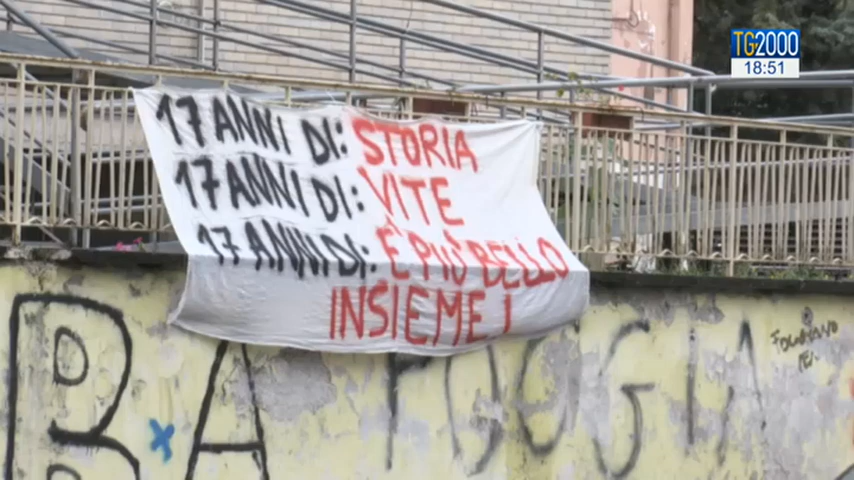 TG2000
18:51
17 ANNI DI: STORIA
17 ANNI DI: VITE
17 ANNI DI: È PIÙ BELLO
INSIEME!